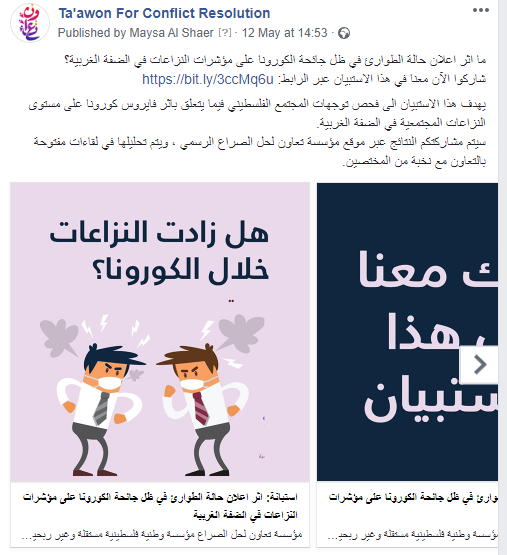 Ta'awon For Conflict Resolution
Published by Maysa Al Shaer [?] · 12 May at 14:53 ·
ما اثر اعلان حالة الطوارئ في ظل جائحة الكورونا على مؤشرات النزاعات في الضفة الغربية؟
شاركوا الآن معنا في هذا الاستبيان عبر الرابط: https://bit.ly/3ccMq6u
يهدف هذا الاستبيان الى فحص توجهات المجتمع الفلسطيني فيما يتعلق باثر فايروس كورونا على مستوى
النزاعات المجتمعية في الضفة الغربية.
سيتم مشاركتكم النتائج عبر موقع مؤسسة تعاون لحل الصراع الرسمي ، ويتم تحليلها في لقاءات مفتوحة
بالتعاون مع نخبة من المختصين.
هل زادت النزاعات
خلال الكورونا؟
ك معنا
هذا
ستبيان
استبانة: اثر اعلان حالة الطوارئ في ظل جائحة الكورونا على مؤشرات
النزاعات في الضفة الغربية
مؤسسة تعاون لحل الصراع مؤسسة وطنية فلسطينية مستقلة وغير ربحي...
وارئ في ظل جائحة الكورونا على مؤشرات
ة
ؤسسة وطنية فلسطينية مستقلة وغير ربحي...